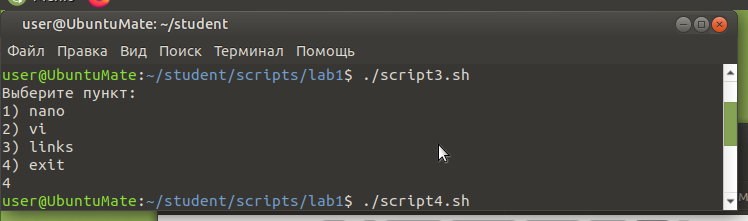 user@UbuntuMate: ~/student
Файл Правка Вид Поиск Терминал Помощь
user@UbuntuMate:~/student/scripts/lab1$ ./script3.sh
Выберите пункт:
1) nano
2) vi
3) links
4) exit
4
user@UbuntuMate:~/student/scripts/lab1$ ./script4.sh